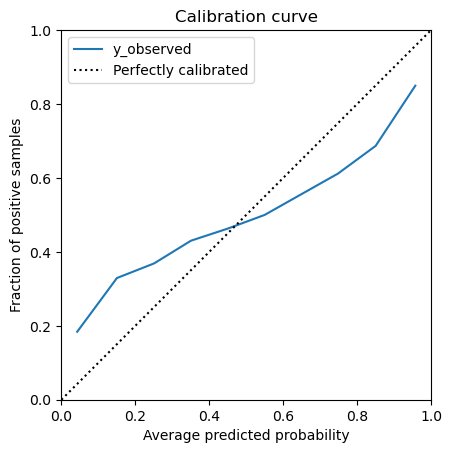 Calibration curve
y_observed
Perfectly calibrated
Fraction of positive samples
1.0
0.8
0.6
0.4
0.2
0.0
0.0 0.2 0.4 0.6 0.8 1.0
Average predicted probability